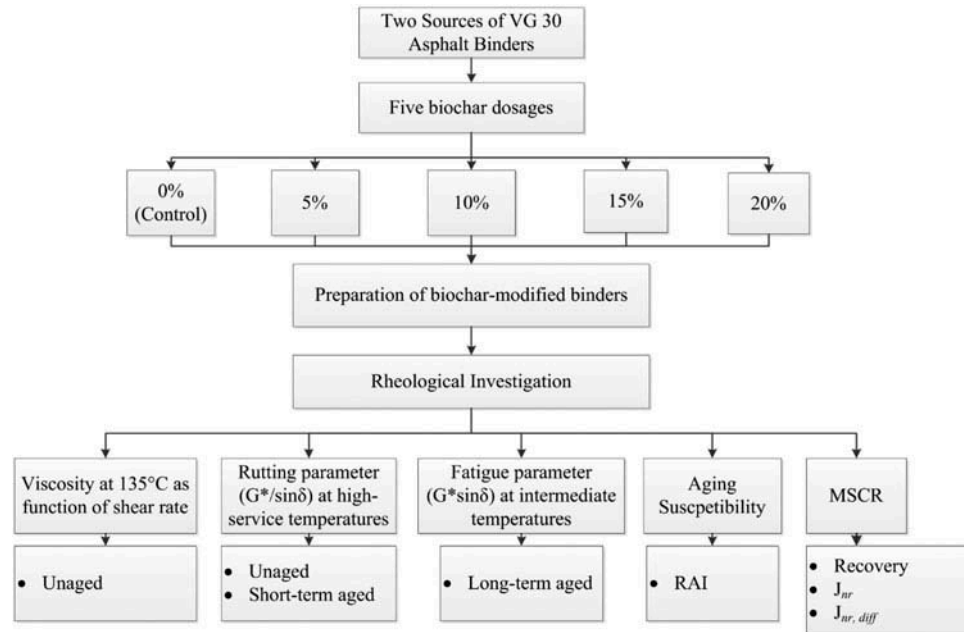 Two Sources of VG 30
Asphalt Binders
Five biochar dosages
0%
(Control)
5%
10%
15%
20%
Preparation of biochar-modified binders
Rheological Investigation
Viscosity at 135°C as
function of shear rate
Rutting parameter
(G*/sinδ) at high-
service temperatures
Fatigue parameter
(G*sinδ) at intermediate
temperatures
Aging
Suscpetibility
MSCR
• Unaged
• Unaged
• Short-term aged
• Long-term aged
• RAI
• Recovery
• Jnr
• Jnr, diff